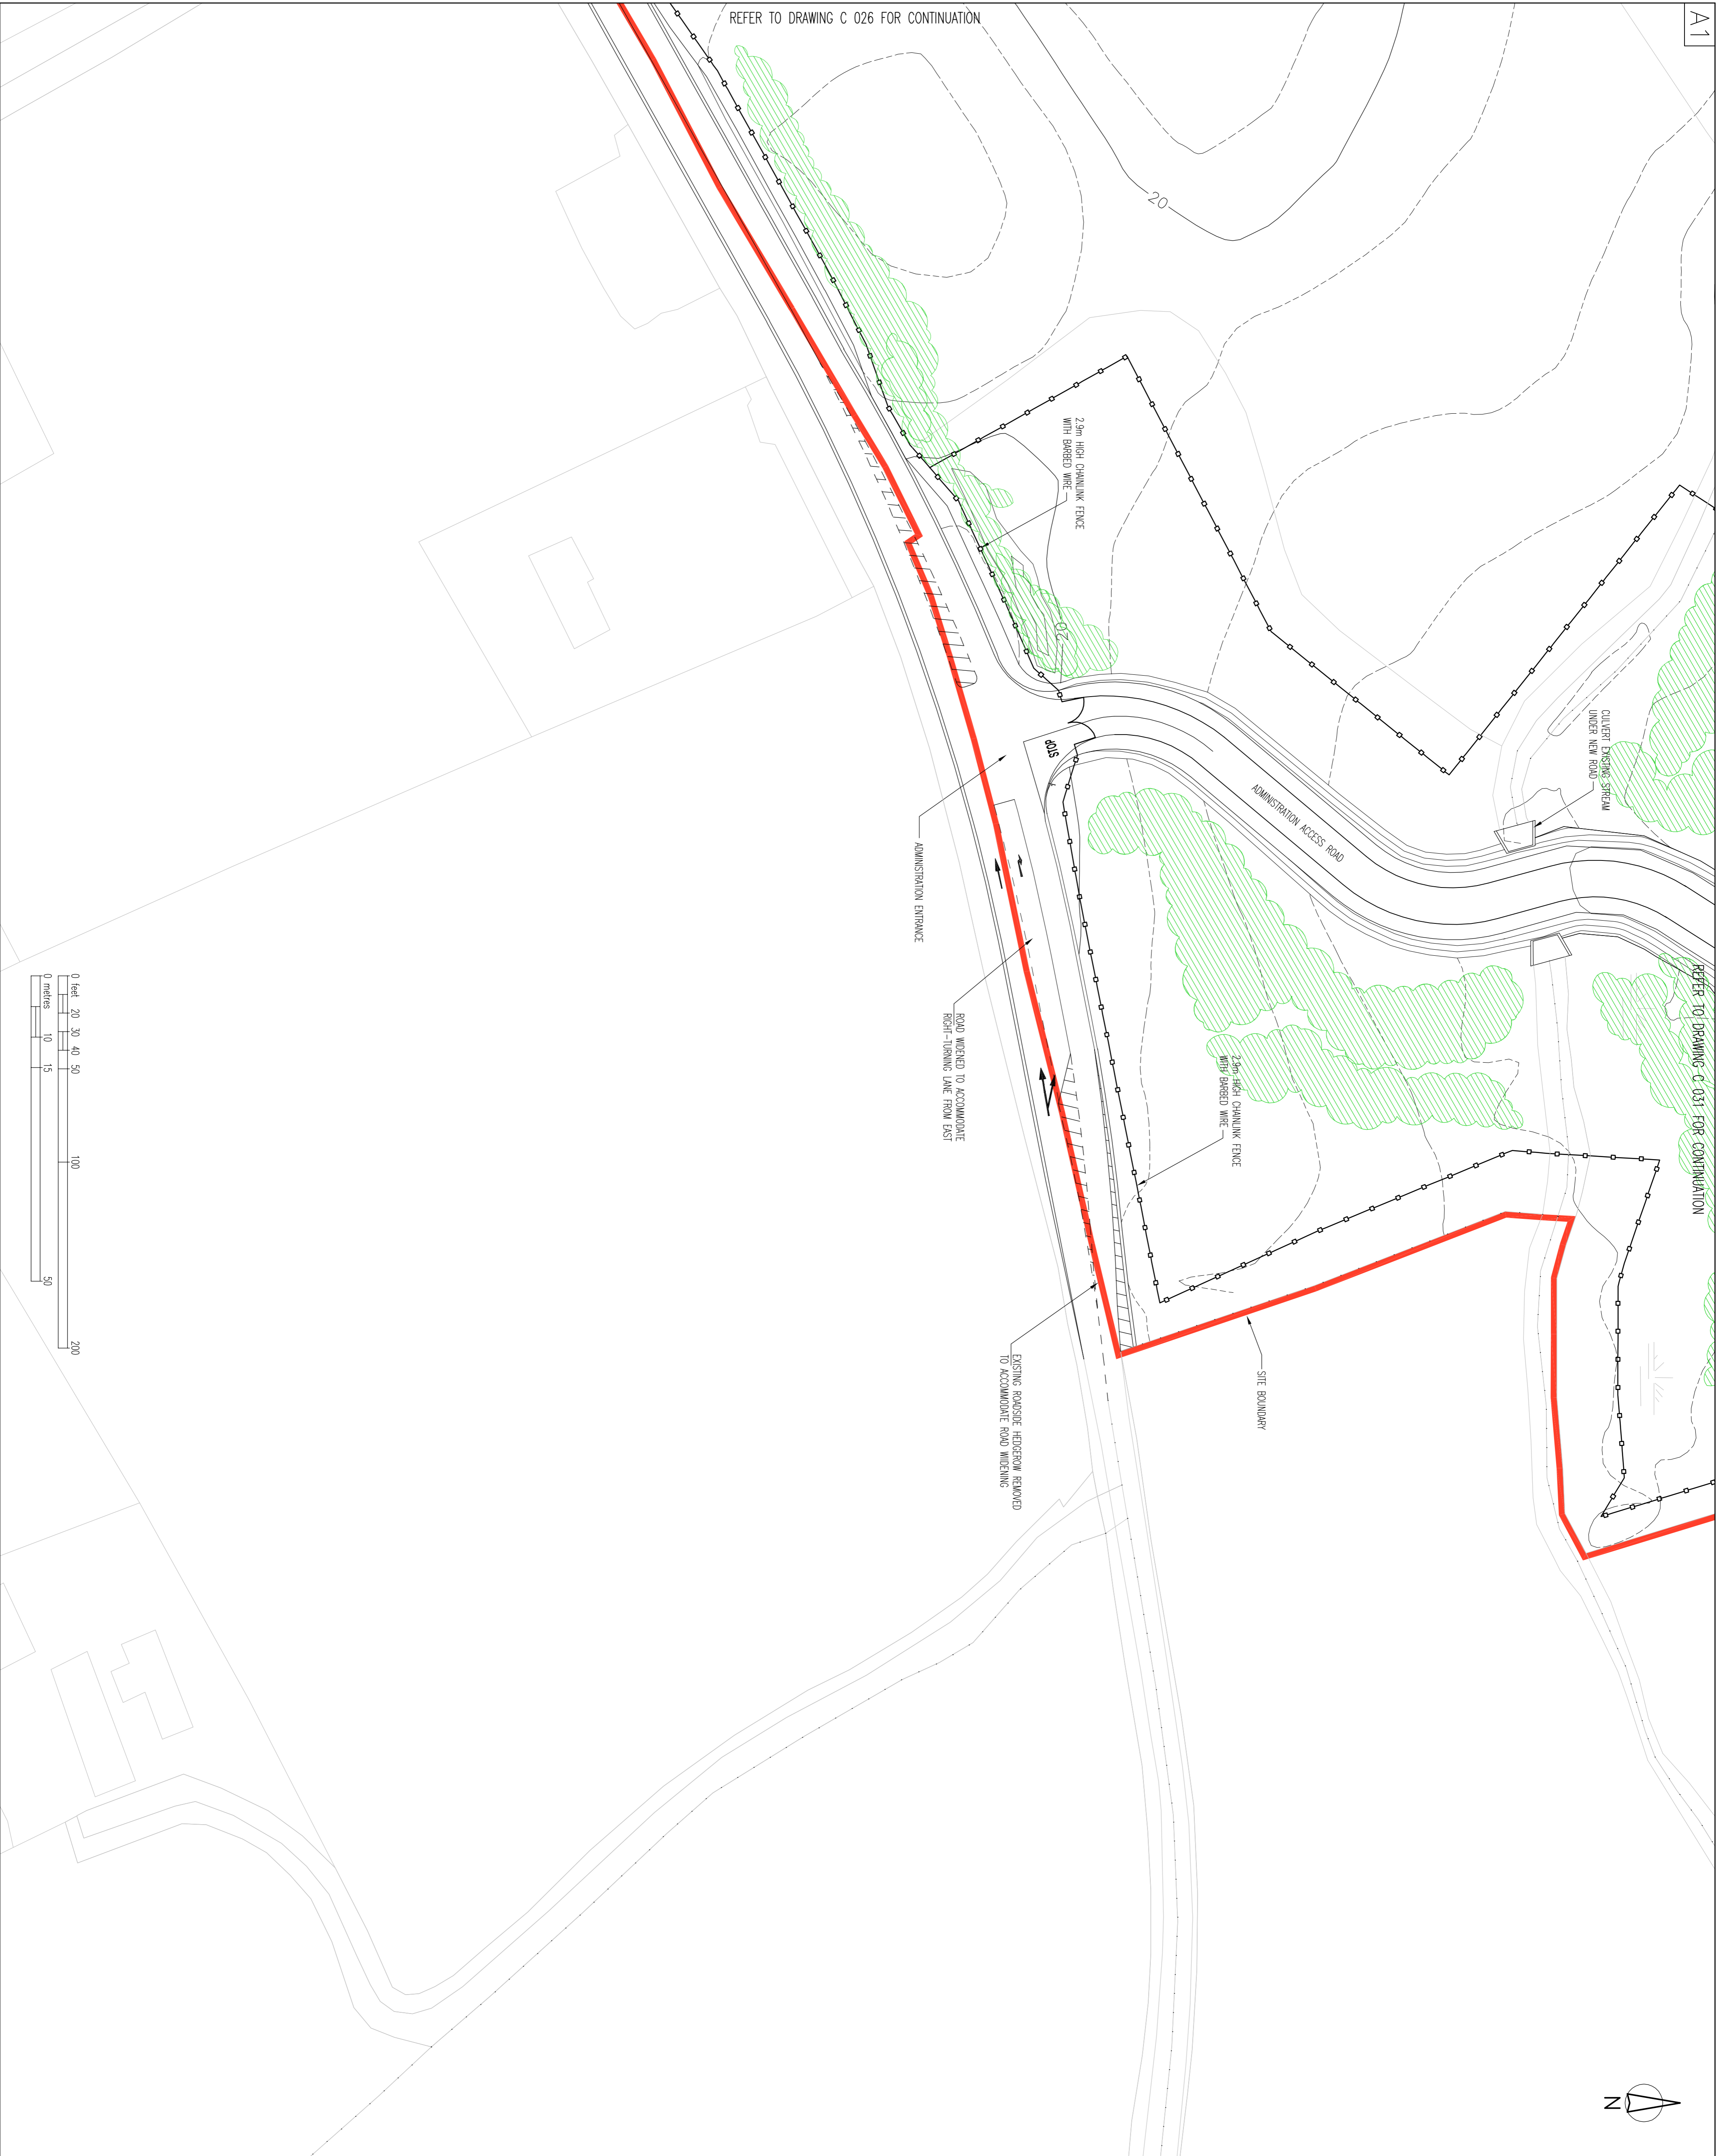 A1
REFER TO DRAWING C 026 FOR CONTINUATION
REFER TO DRAWING C 031 FOR CONTINUATION
20
2.9m HIGH CHAINLINK FENCE
WITH BARBED WIRE
20
CULVERT EXISTING STREAM
UNDER NEW ROAD
STOP
ADMINISTRATION ACCESS ROAD
ADMINISTRATION ENTRANCE
2.9m HIGH CHAINLINK FENCE
WITH BARBED WIRE
ROAD WIDENED TO ACCOMMODATE
RIGHT-TURNING LANE FROM EAST
SITE BOUNDARY
EXISTING ROADSIDE HEDGEROW REMOVED
TO ACCOMMODATE ROAD WIDENING
0 feet 20 30 40 50 100 200
0 metres 10 15 50
N